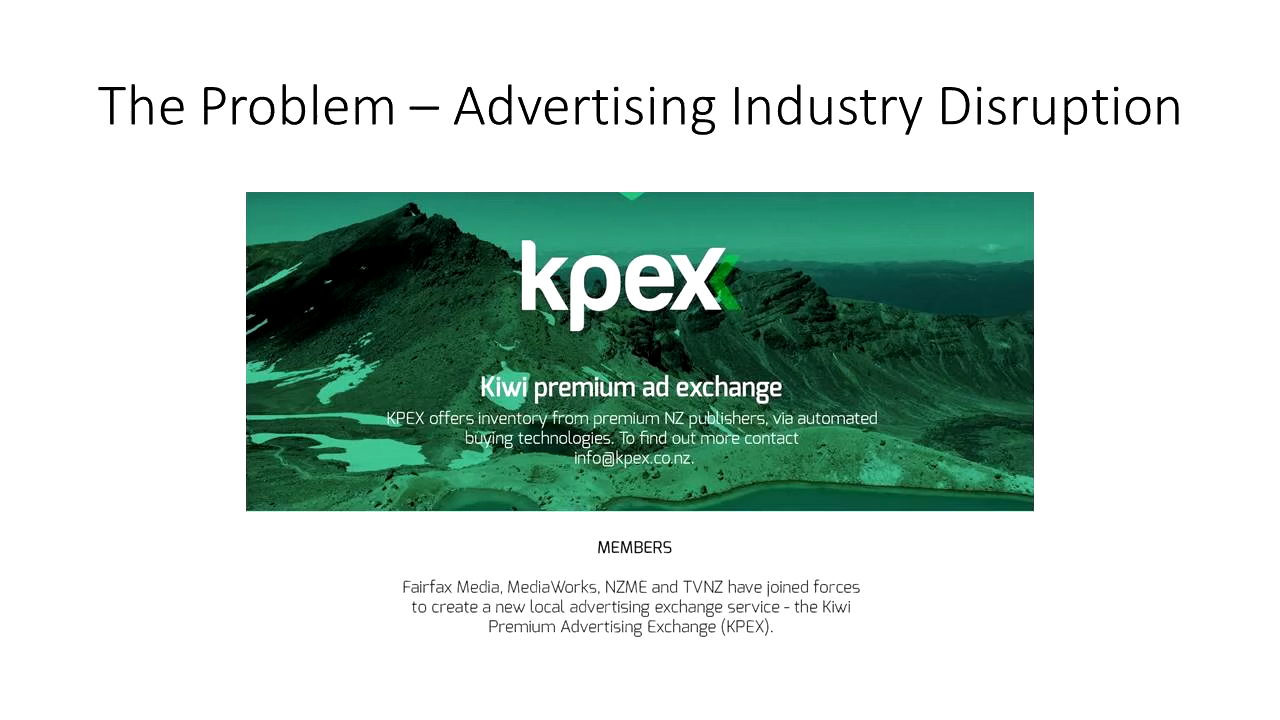 The Problem – Advertising Industry Disruption
kpex
Kiwi premium ad exchange
KPEX offers inventory from premium NZ publishers, via automated
buying technologies. To find out more contact
info@kpex.co.nz.
MEMBERS
Fairfax Media, MediaWorks, NZME and TVNZ have joined forces
to create a new local advertising exchange service - the Kiwi
Premium Advertising Exchange (KPEX).